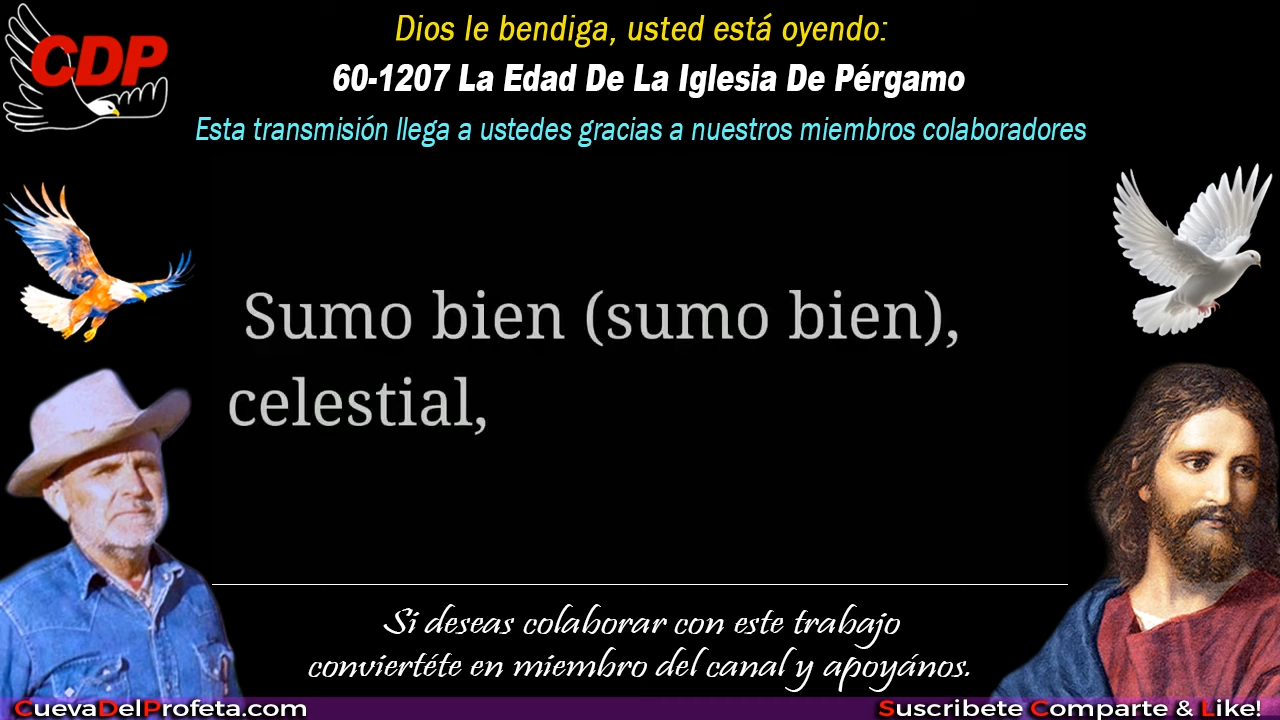 CDP
Dios le bendiga, usted está oyendo:
60-1207 La Edad De La Iglesia De Pérgamo
Esta transmisión llega a ustedes gracias a nuestros miembros colaboradores
Sumo bien (sumo bien),
celestial,
Si deseas colaborar con este trabajo
conviertéte en miembro del canal y apoyános.
CuevaDelProfeta.com
Suscribete Comparte & Like!